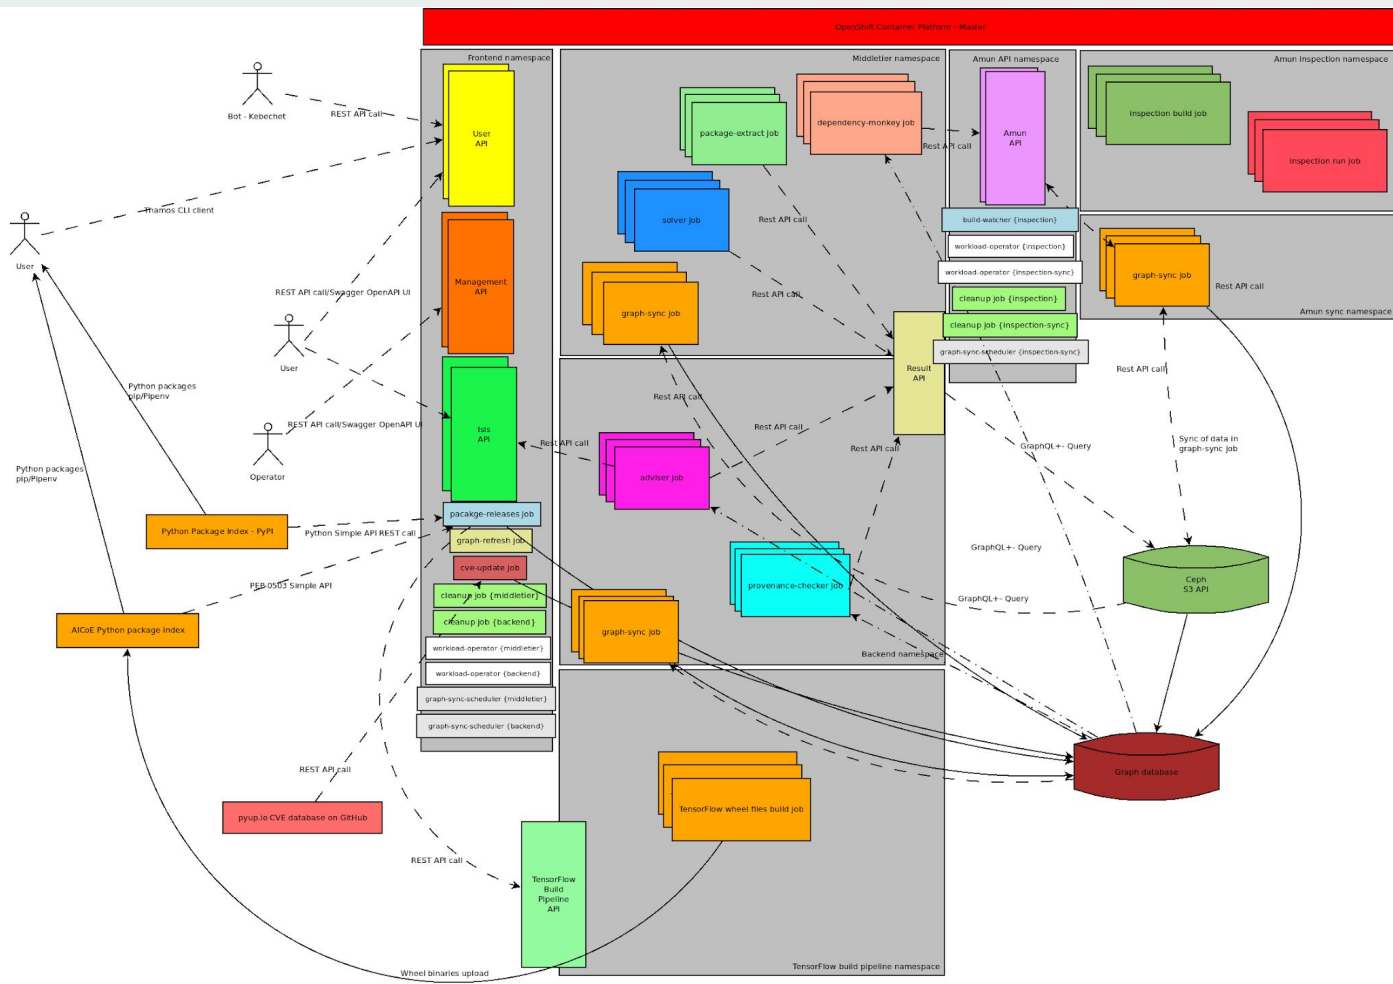 OpenShift Container Platform - Master
Frontend namespace
Middletier namespace
Amun API namespace
Amun inspection namespace
Bot - Kebechet
REST API call
User
API
package-extract job
dependency-monkey job
Rest API call
Amun
API
Inspection build job
Inspection run job
Thamos CLI client
User
Management
API
solver job
Rest API call
build-watcher {inspection}
workload-operator {inspection}
workload-operator {inspection-sync}
cleanup job {inspection}
cleanup job {inspection-sync}
graph-sync-scheduler {inspection-sync}
graph-sync job
Rest API call
Amun sync namespace
REST API call/Swagger OpenAPI UI
User
graph-sync job
Rest API call
Result
API
Rest API call
Python packages
pip/Pipenv
REST API call/Swagger OpenAPI UI
Operator
Isis
API
Rest API call
Rest API call
Rest API call
Rest API call
adviser job
GraphQL+- Query
Sync of data in
graph-sync job
Python packages
pip/Pipenv
Python Package Index - PyPI
Python Simple API REST call
pacakge-releases job
graph-refresh job
cve-update job
cleanup job {middletier}
cleanup job {backend}
workload-operator {middletier}
workload-operator {backend}
graph-sync-scheduler {middletier}
graph-sync-scheduler {backend}
PEP-0503 Simple API
AICoE Python package Index
provenance-checker job
GraphQL+- Query
GraphQL+- Query
Ceph
S3 API
graph-sync job
Backend namespace
REST API call
pyup.io CVE database on GitHub
Graph database
TensorFlow wheel files build job
REST API call
TensorFlow
Build
Pipeline
API
Wheel binaries upload
TensorFlow build pipeline namespace